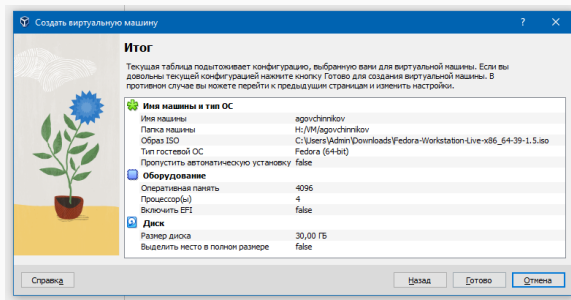 Создать виртуальную машину
Итог
Текущая таблица подытоживает конфигурацию, выбранную вами для виртуальной машины. Если вы
довольны текущей конфигурацией нажмите кнопку Готово для создания виртуальной машины. В
противном случае вы можете перейти к предыдущим страницам и изменить настройки.
Имя машины и тип ОС
Имя машины agovchinnikov
Папка машины H:/VM/agovchinnikov
Образ ISO C:\Users\Admin\Downloads\Fedora-Workstation-Live-x86_64-39-1.5.iso
Тип гостевой ОС Fedora (64-bit)
Пропустить автоматическую установку false
Оборудование
Оперативная память 4096
Процессор(ы) 4
Включить EFI false
Диск
Размер диска 30,00 ГБ
Выделить место в полном размере false
Справка Назад Готово Отмена